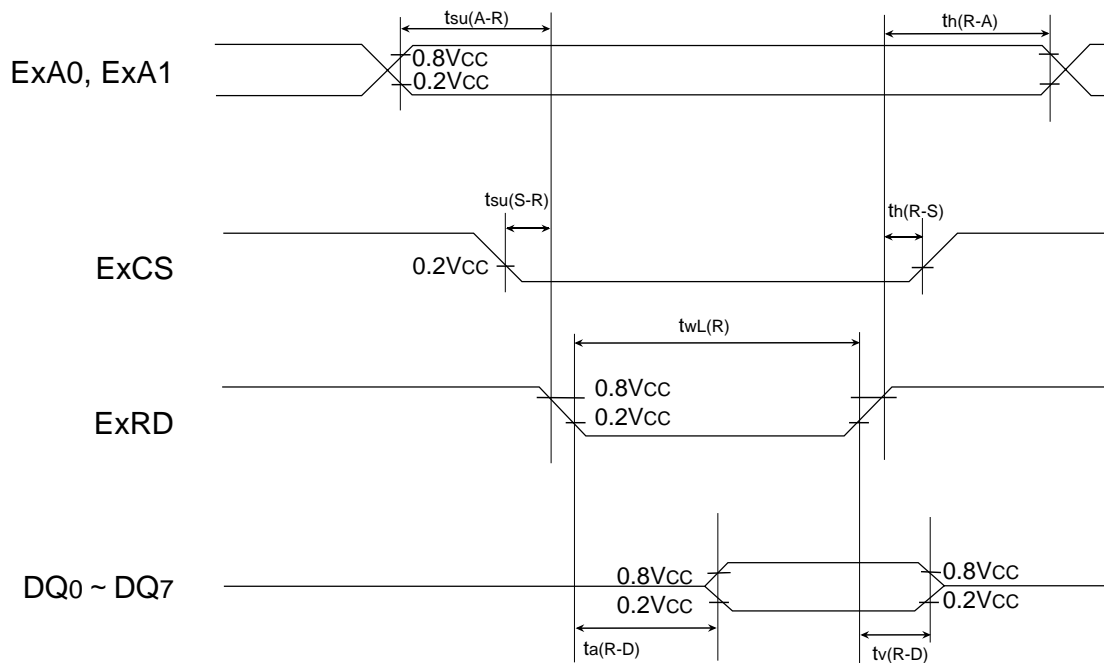 tsu(A-R)
th(R-A)
ExA0, ExA1
0.8VCC
0.2VCC
tsu(S-R)
th(R-S)
ExCS
0.2VCC
twL(R)
ExRD
0.8VCC
0.2VCC
DQ0 ~ DQ7
0.8VCC
0.2VCC
0.8VCC
0.2VCC
ta(R-D)
tv(R-D)